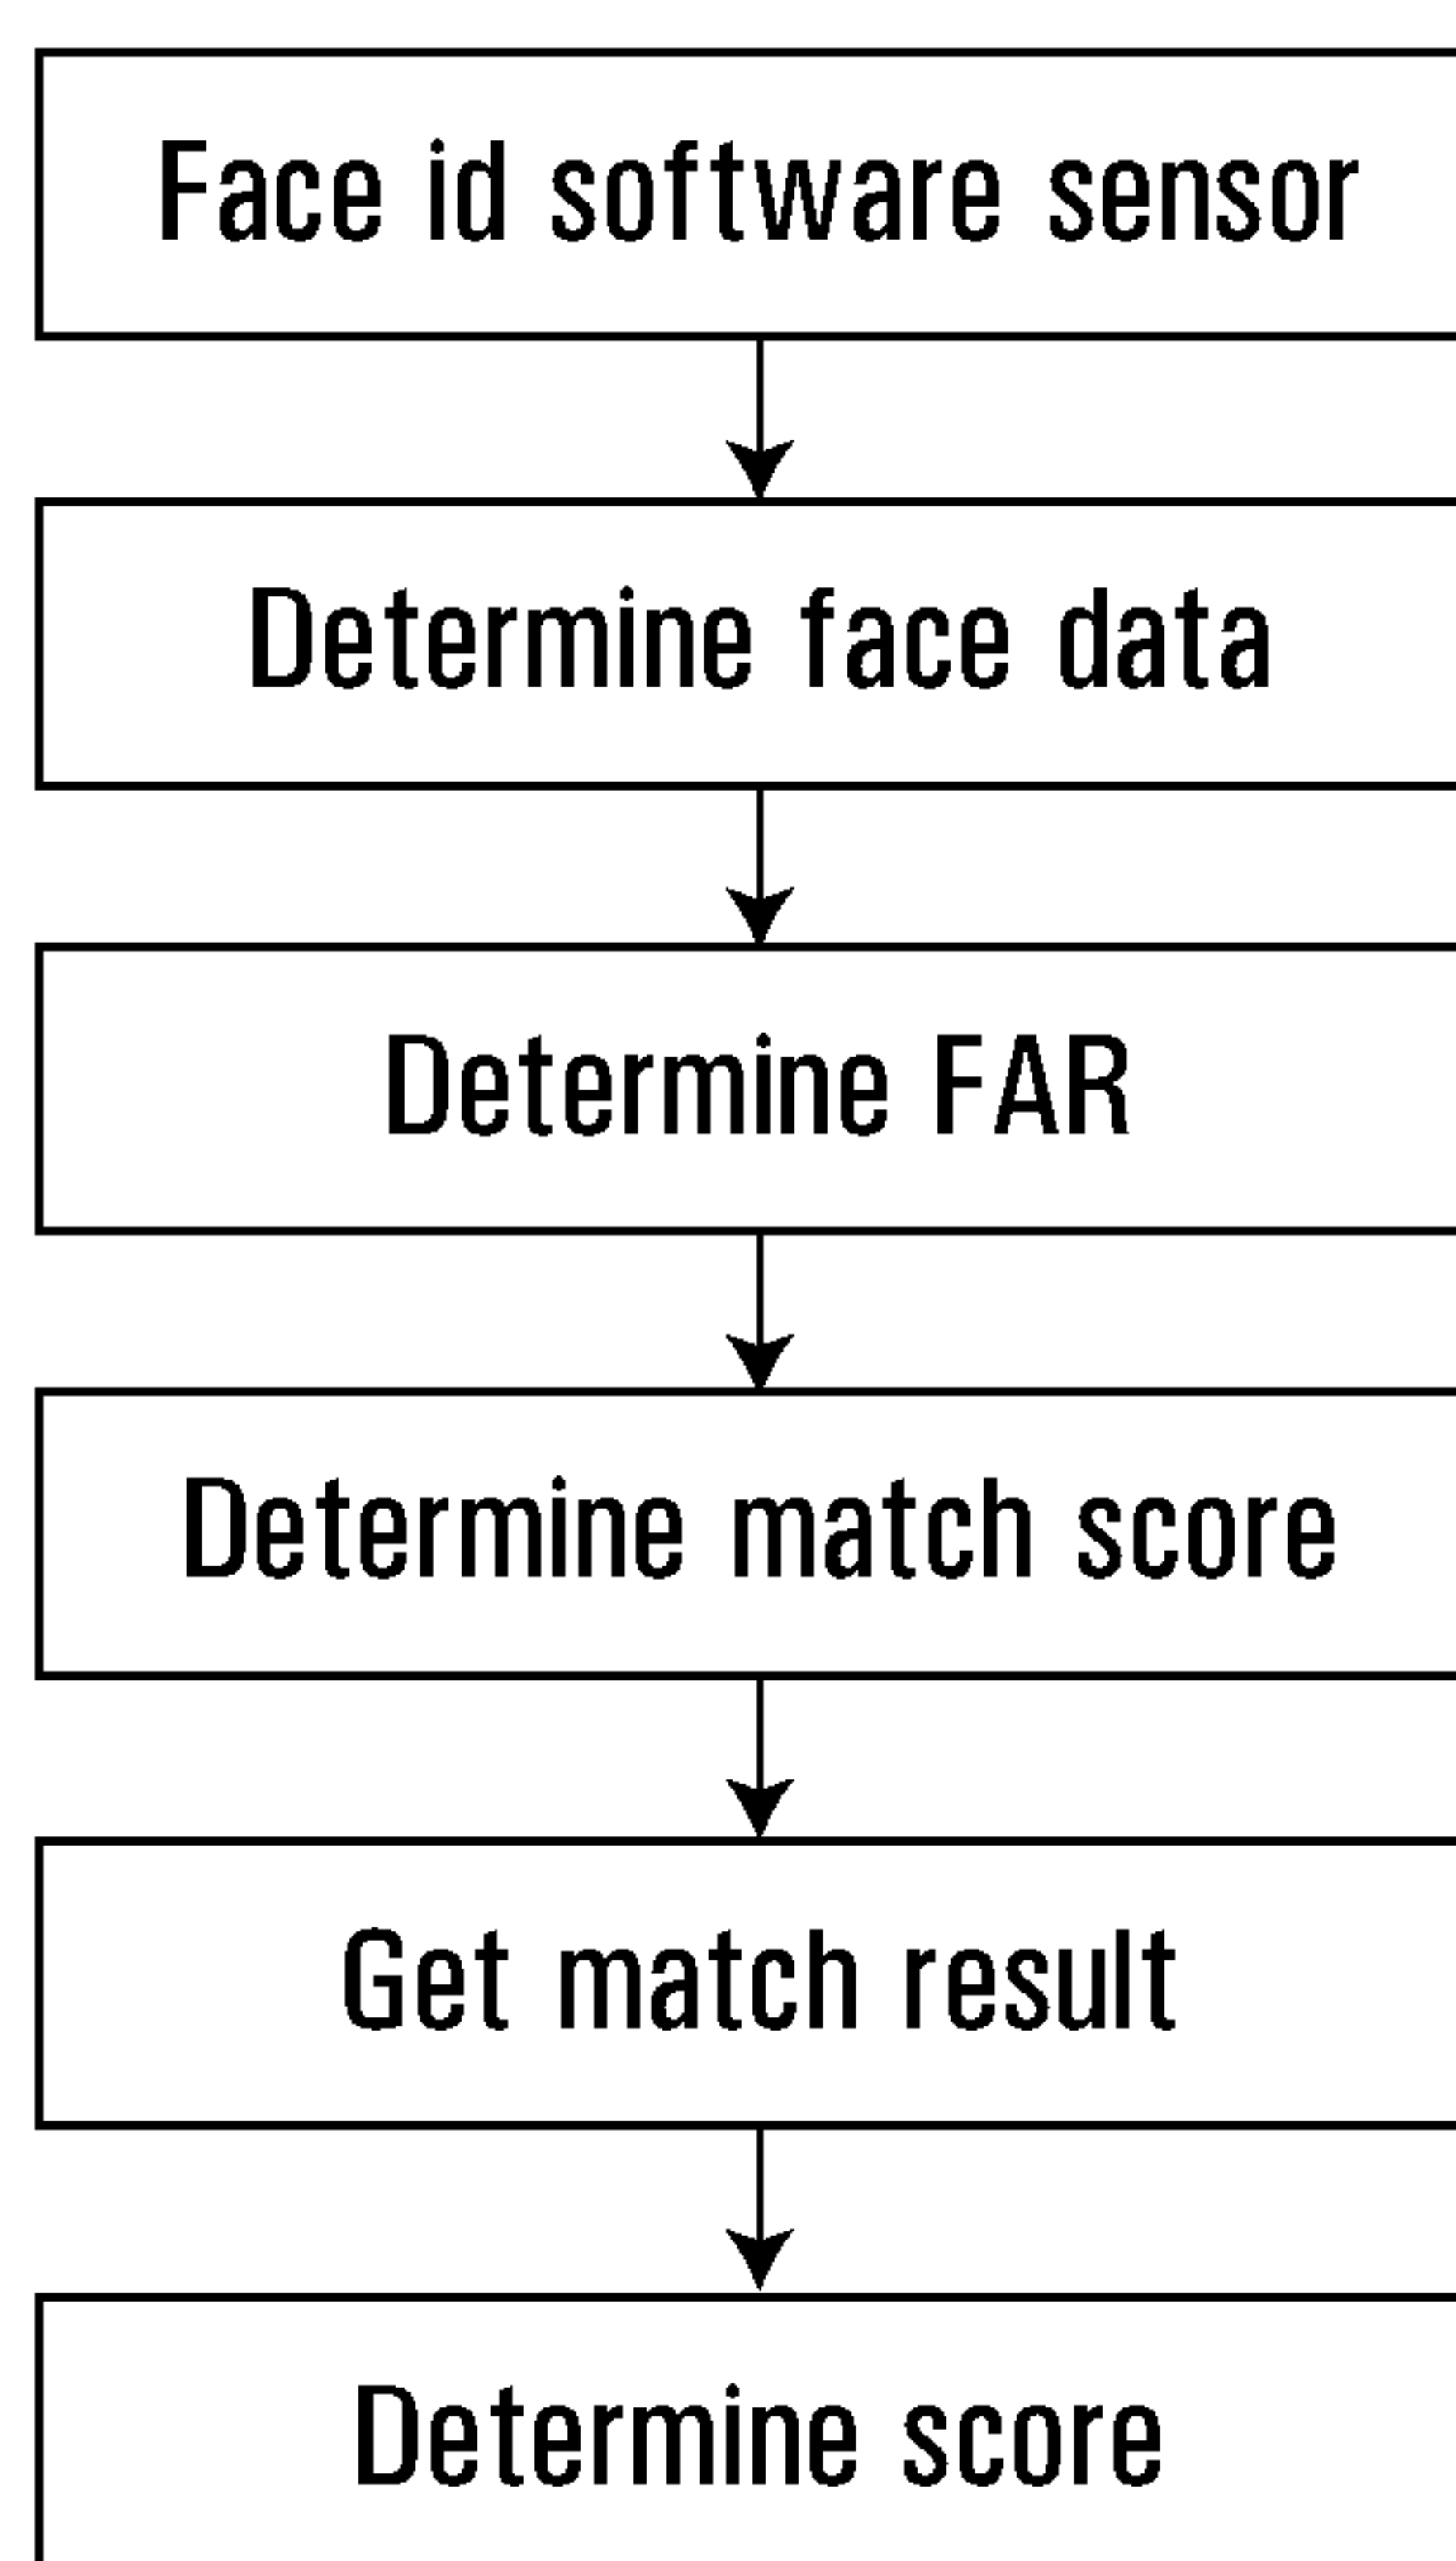 Face id software sensor
Determine face data
Determine FAR
Determine match score
Get match result
Determine score